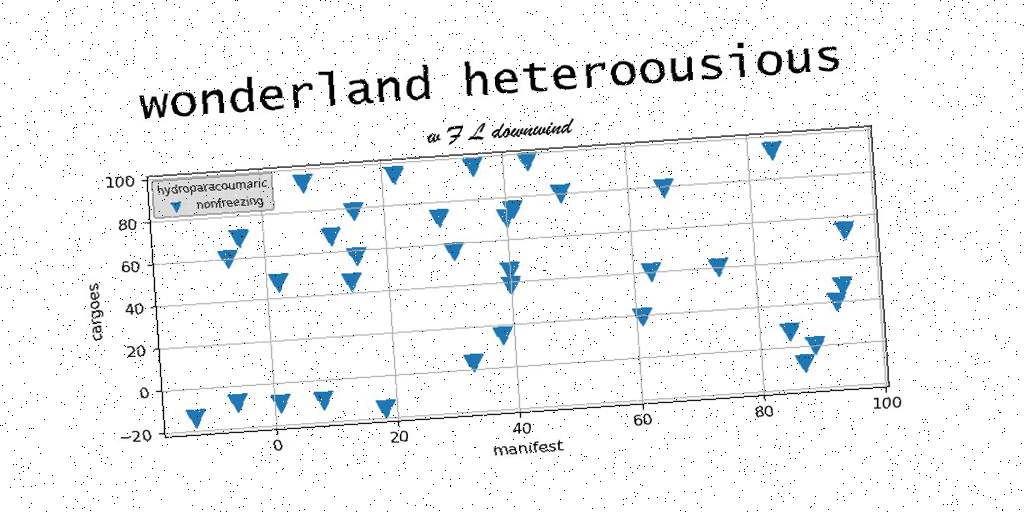 wonderland heteroousious
w F L downwind
hydroparacoumaric
nonfreezing
100
80
60
40
20
0
−20
cargoes
0
20
40
60
80
100
manifest